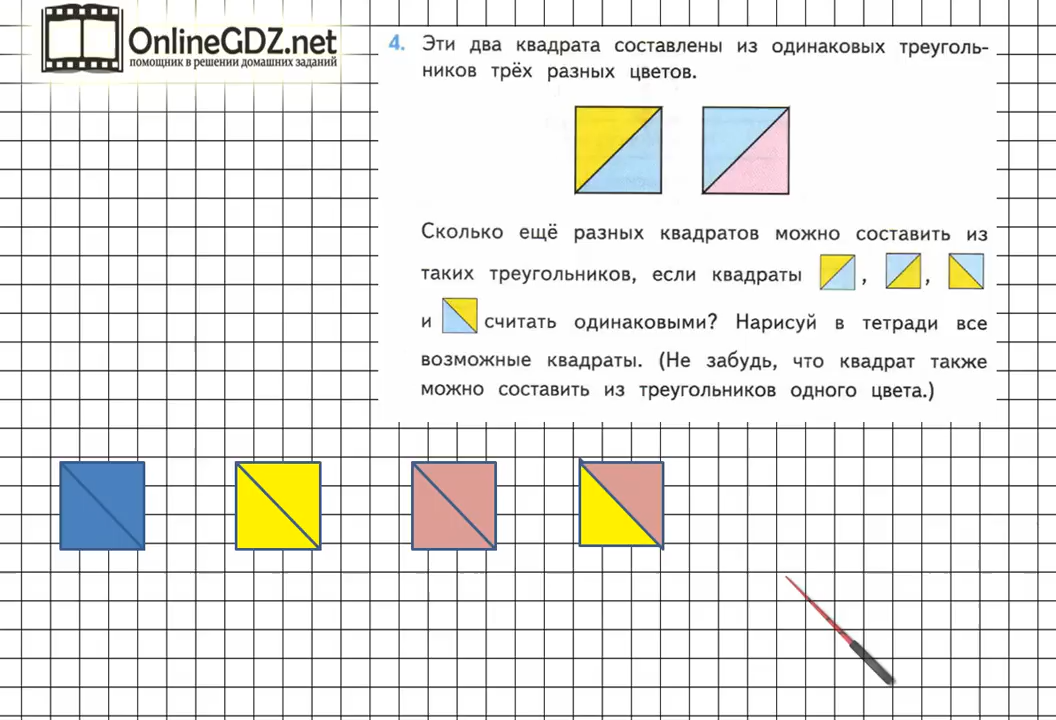 OnlineGDZ.net
помощник в решении домашних заданий
4. Эти два квадрата составлены из одинаковых треуголь-
ников трёх разных цветов.
Сколько ещё разных квадратов можно составить из
таких треугольников, если квадраты , , 
и считать одинаковыми? Нарисуй в тетради все
возможные квадраты. (Не забудь, что квадрат также
можно составить из треугольников одного цвета.)